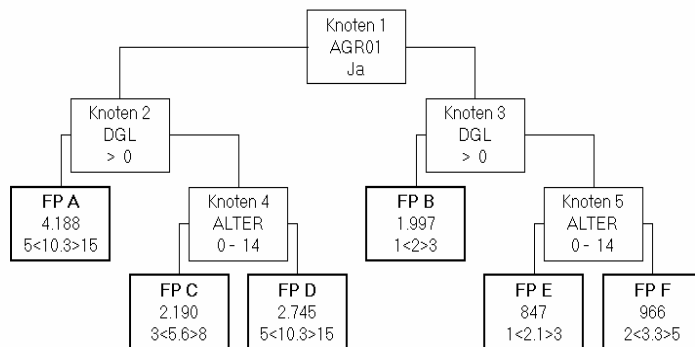 Knoten 1
AGR01
Ja
Knoten 2
DGL
> 0
Knoten 3
DGL
> 0
FP A
4.188
5<10.3>15
Knoten 4
ALTER
0 - 14
FP B
1.997
1<2>3
Knoten 5
ALTER
0 - 14
FP C
2.190
3<5.6>8
FP D
2.745
5<10.3>15
FP E
847
1<2.1>3
FP F
966
2<3.3>5